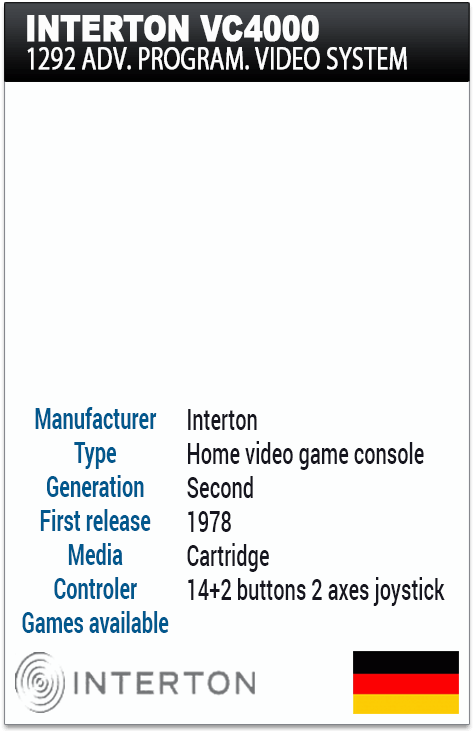 INTERTON VC4000
1292 ADV. PROGRAM. VIDEO SYSTEM
Manufacturer Interton
Type Home video game console
Generation Second
First release 1978
Media Cartridge
Controler 14+2 buttons 2 axes joystick
Games available
INTERTON